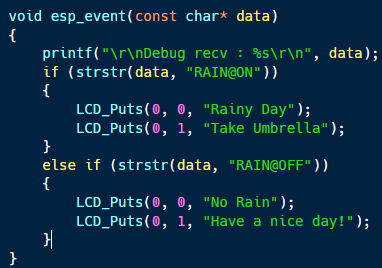 void esp_event(const char* data)
{
    printf("\r\nDebug recv : %s\r\n", data);
    if (strstr(data, "RAIN@ON"))
    {
        LCD_Puts(0, 0, "Rainy Day");
        LCD_Puts(0, 1, "Take Umbrella");
    }
    else if (strstr(data, "RAIN@OFF"))
    {
        LCD_Puts(0, 0, "No Rain");
        LCD_Puts(0, 1, "Have a nice day!");
    }
}